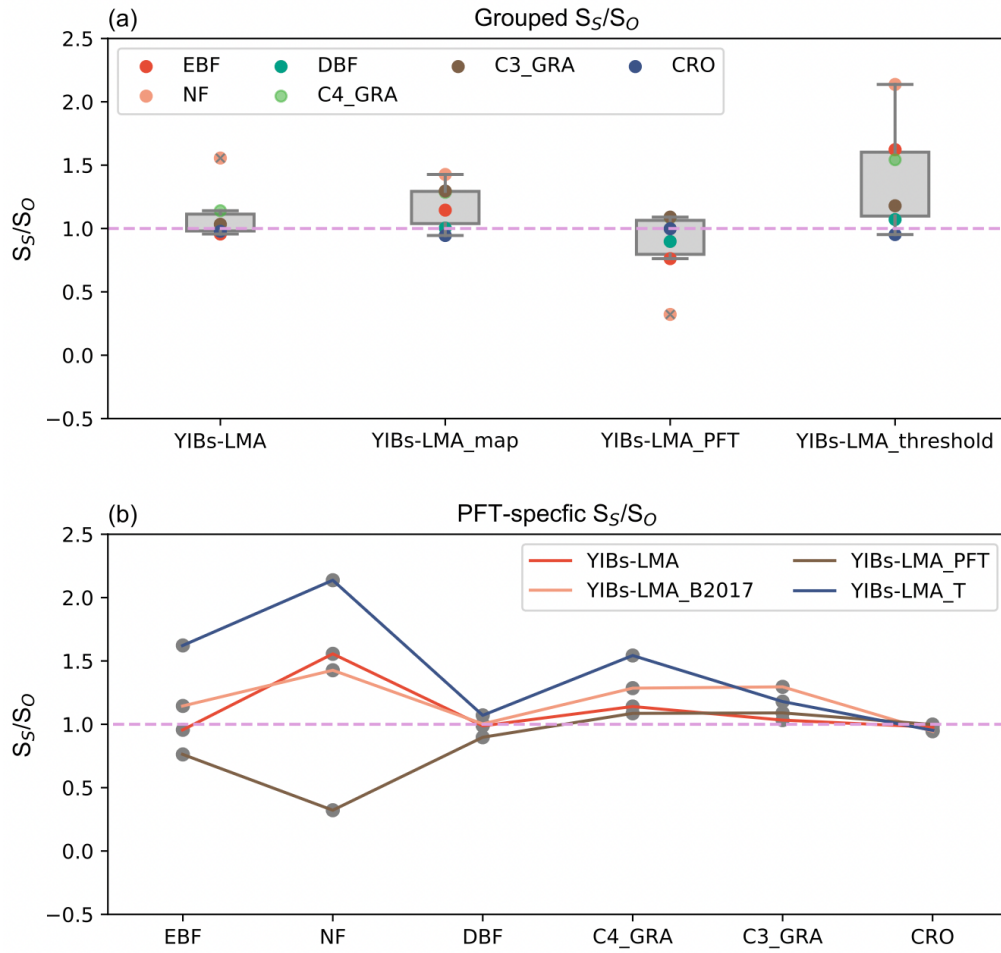 (a) Grouped S_S/S_O
2.5
2.0
1.5
1.0
0.5
0.0
−0.5
S_S/S_O
EBF DBF C3_GRA CRO
NF C4_GRA
YIBs-LMA YIBs-LMA_map YIBs-LMA_PFT YIBs-LMA_threshold
(b) PFT-specfic S_S/S_O
2.5
2.0
1.5
1.0
0.5
0.0
−0.5
S_S/S_O
YIBs-LMA YIBs-LMA_PFT
YIBs-LMA_B2017 YIBs-LMA_T
EBF NF DBF C4_GRA C3_GRA CRO